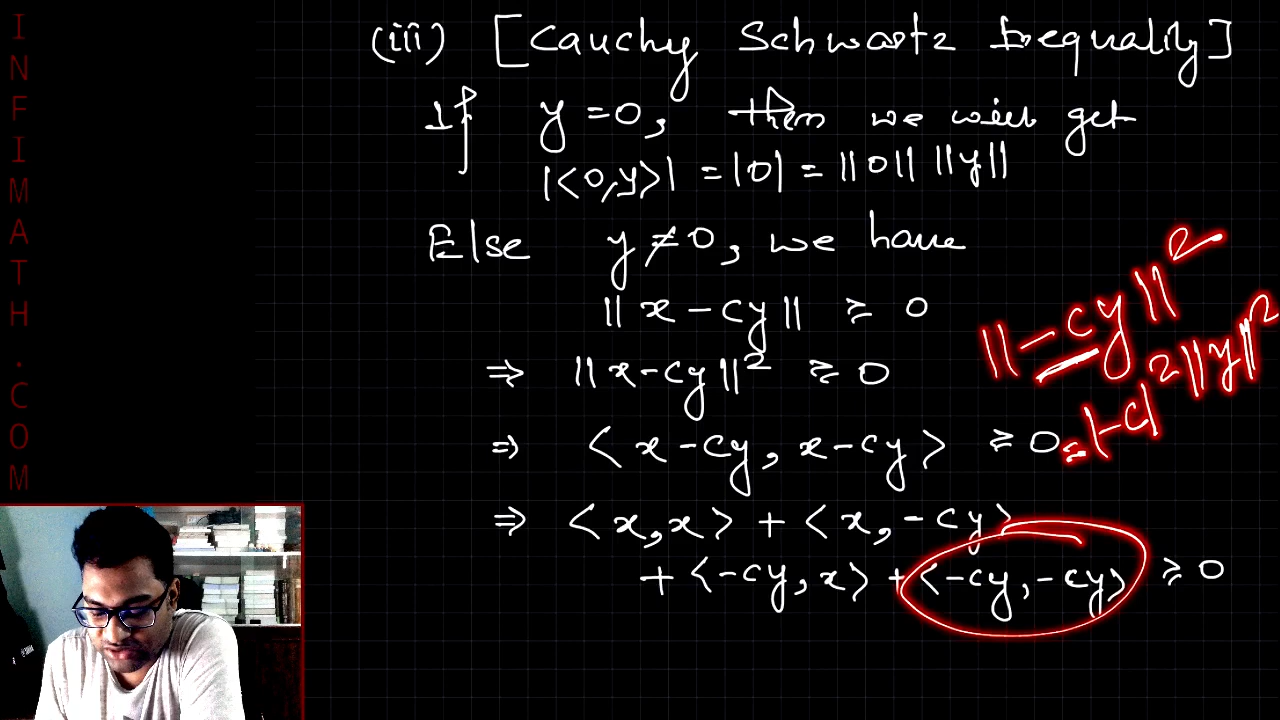 INFIMATH.COM
(iii) [Cauchy Schwartz Inequality]
If y = 0, then we will get
|<0,y>| = |0| = ||0|| ||y||
Else y ≠ 0, we have
||x - cy|| ≥ 0
⇒ ||x - cy||² ≥ 0
⇒ <x - cy, x - cy> ≥ 0
⇒ <x,x> + <x,-cy>
+ <-cy,x> + <-cy,-cy> ≥ 0
||-cy||²
= |-c|² ||y||²